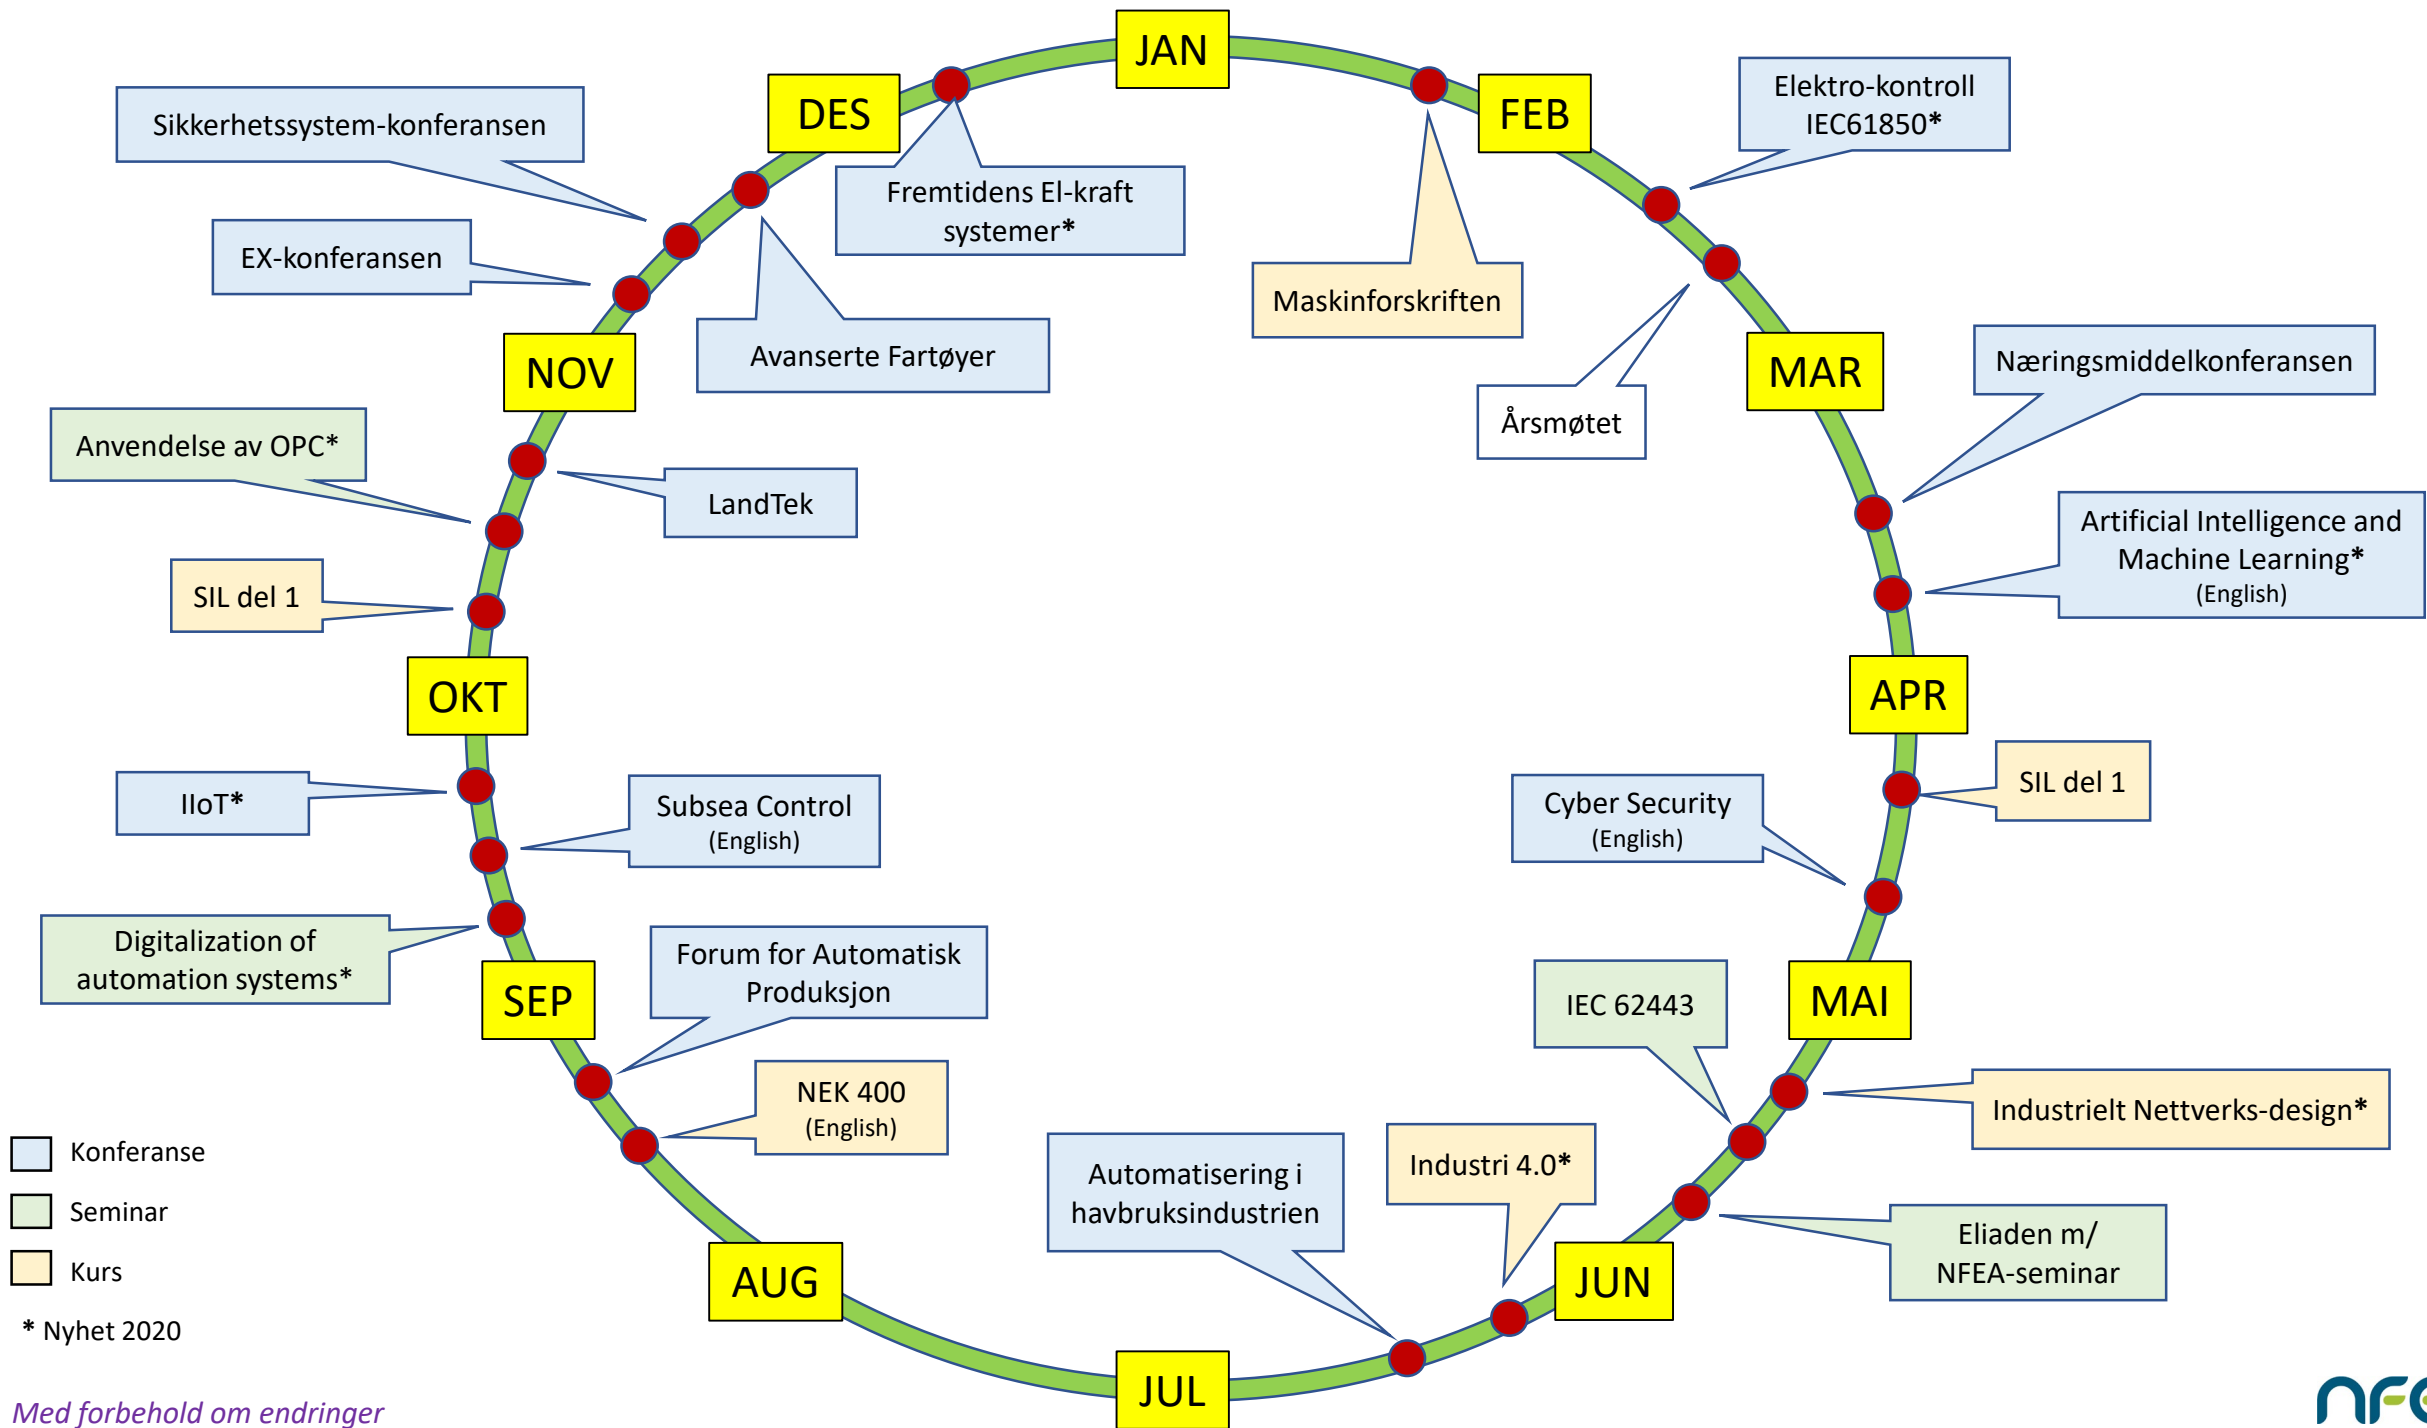 JAN
DES
FEB
Elektro-kontroll
IEC61850*
Sikkerhetssystem-konferansen
Fremtidens El-kraft
systemer*
EX-konferansen
Maskinforskriften
Avanserte Fartøyer
NOV
MAR
Næringsmiddelkonferansen
Årsmøtet
Anvendelse av OPC*
LandTek
Artificial Intelligence and
Machine Learning*
(English)
SIL del 1
OKT
APR
IIoT*
Subsea Control
(English)
Cyber Security
(English)
SIL del 1
Digitalization of
automation systems*
Forum for Automatisk
Produksjon
SEP
IEC 62443
MAI
NEK 400
(English)
Industrielt Nettverks-design*
Automatisering i
havbruksindustrien
Industri 4.0*
Eliaden m/
NFEA-seminar
AUG
JUN
JUL
Konferanse
Seminar
Kurs
* Nyhet 2020
Med forbehold om endringer